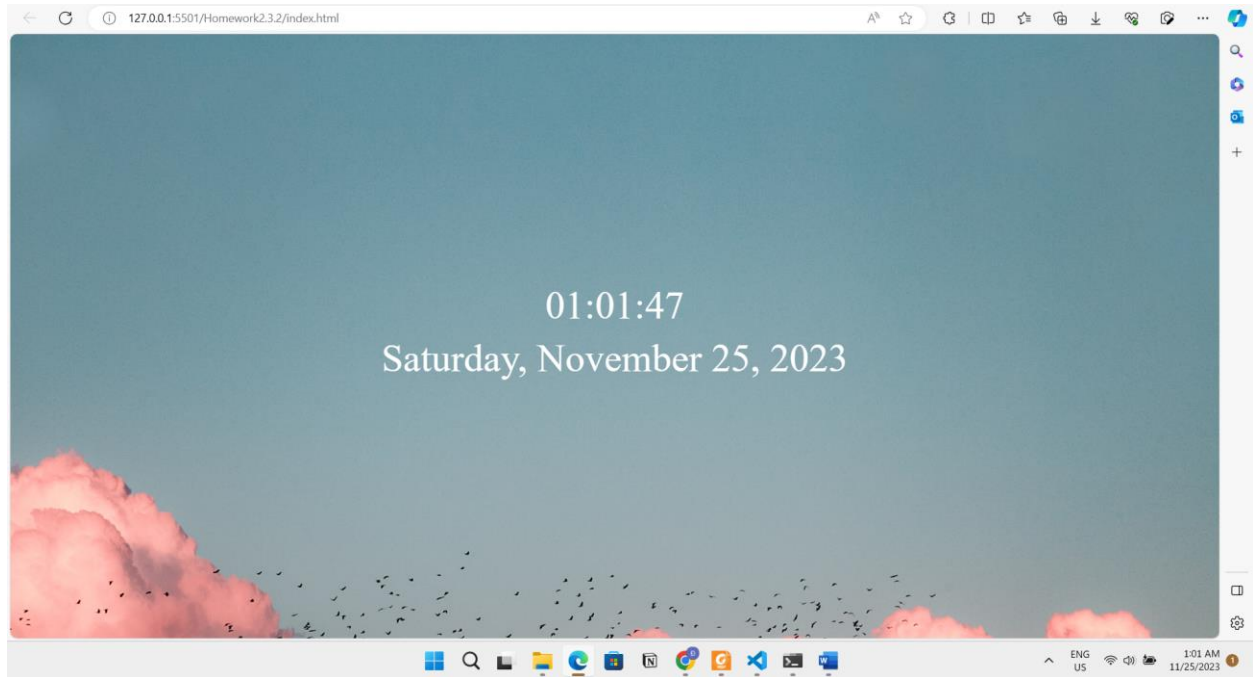 127.0.0.1:5501/Homework2.3.2/index.html
01:01:47
Saturday, November 25, 2023
ENG
US
1:01 AM
11/25/2023
1